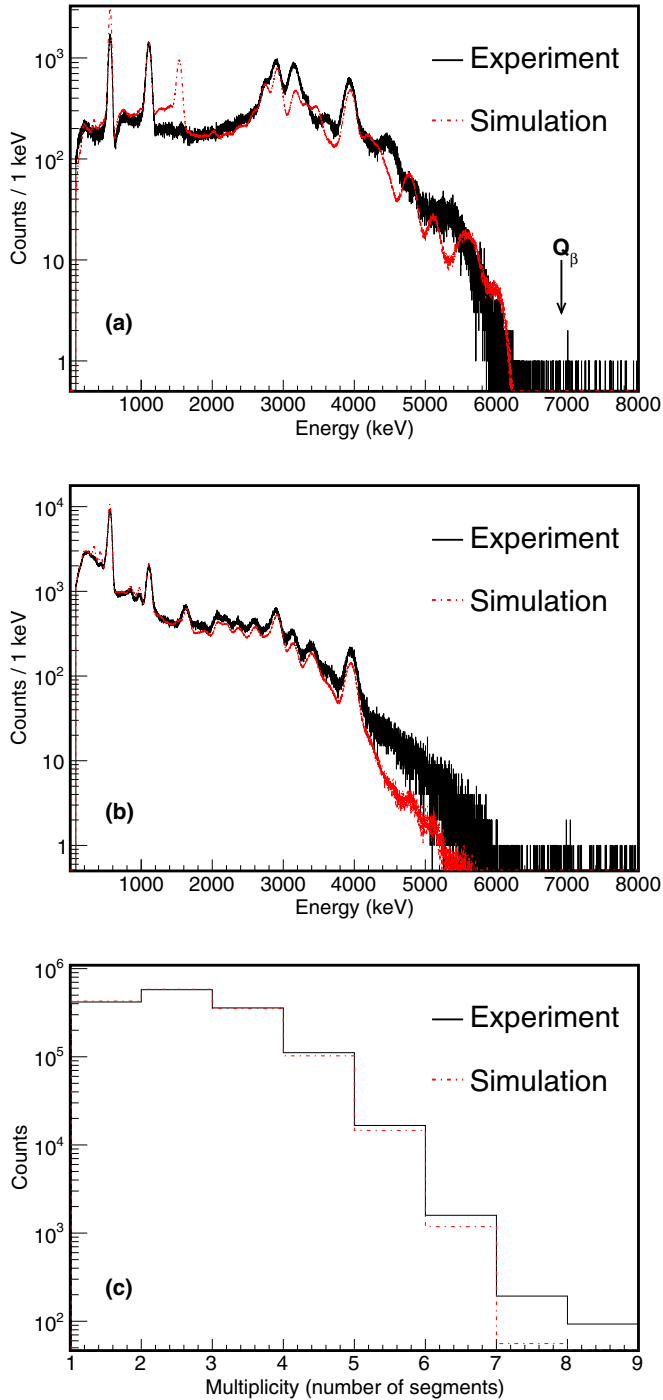 10³
10²
10
1
Counts / 1 keV
Experiment
Simulation
Qβ
(a)
1000 2000 3000 4000 5000 6000 7000 8000
Energy (keV)
10⁴
10³
10²
10
1
Counts / 1 keV
Experiment
Simulation
(b)
1000 2000 3000 4000 5000 6000 7000 8000
Energy (keV)
10⁶
10⁵
10⁴
10³
10²
Counts
Experiment
Simulation
(c)
1 2 3 4 5 6 7 8 9
Multiplicity (number of segments)